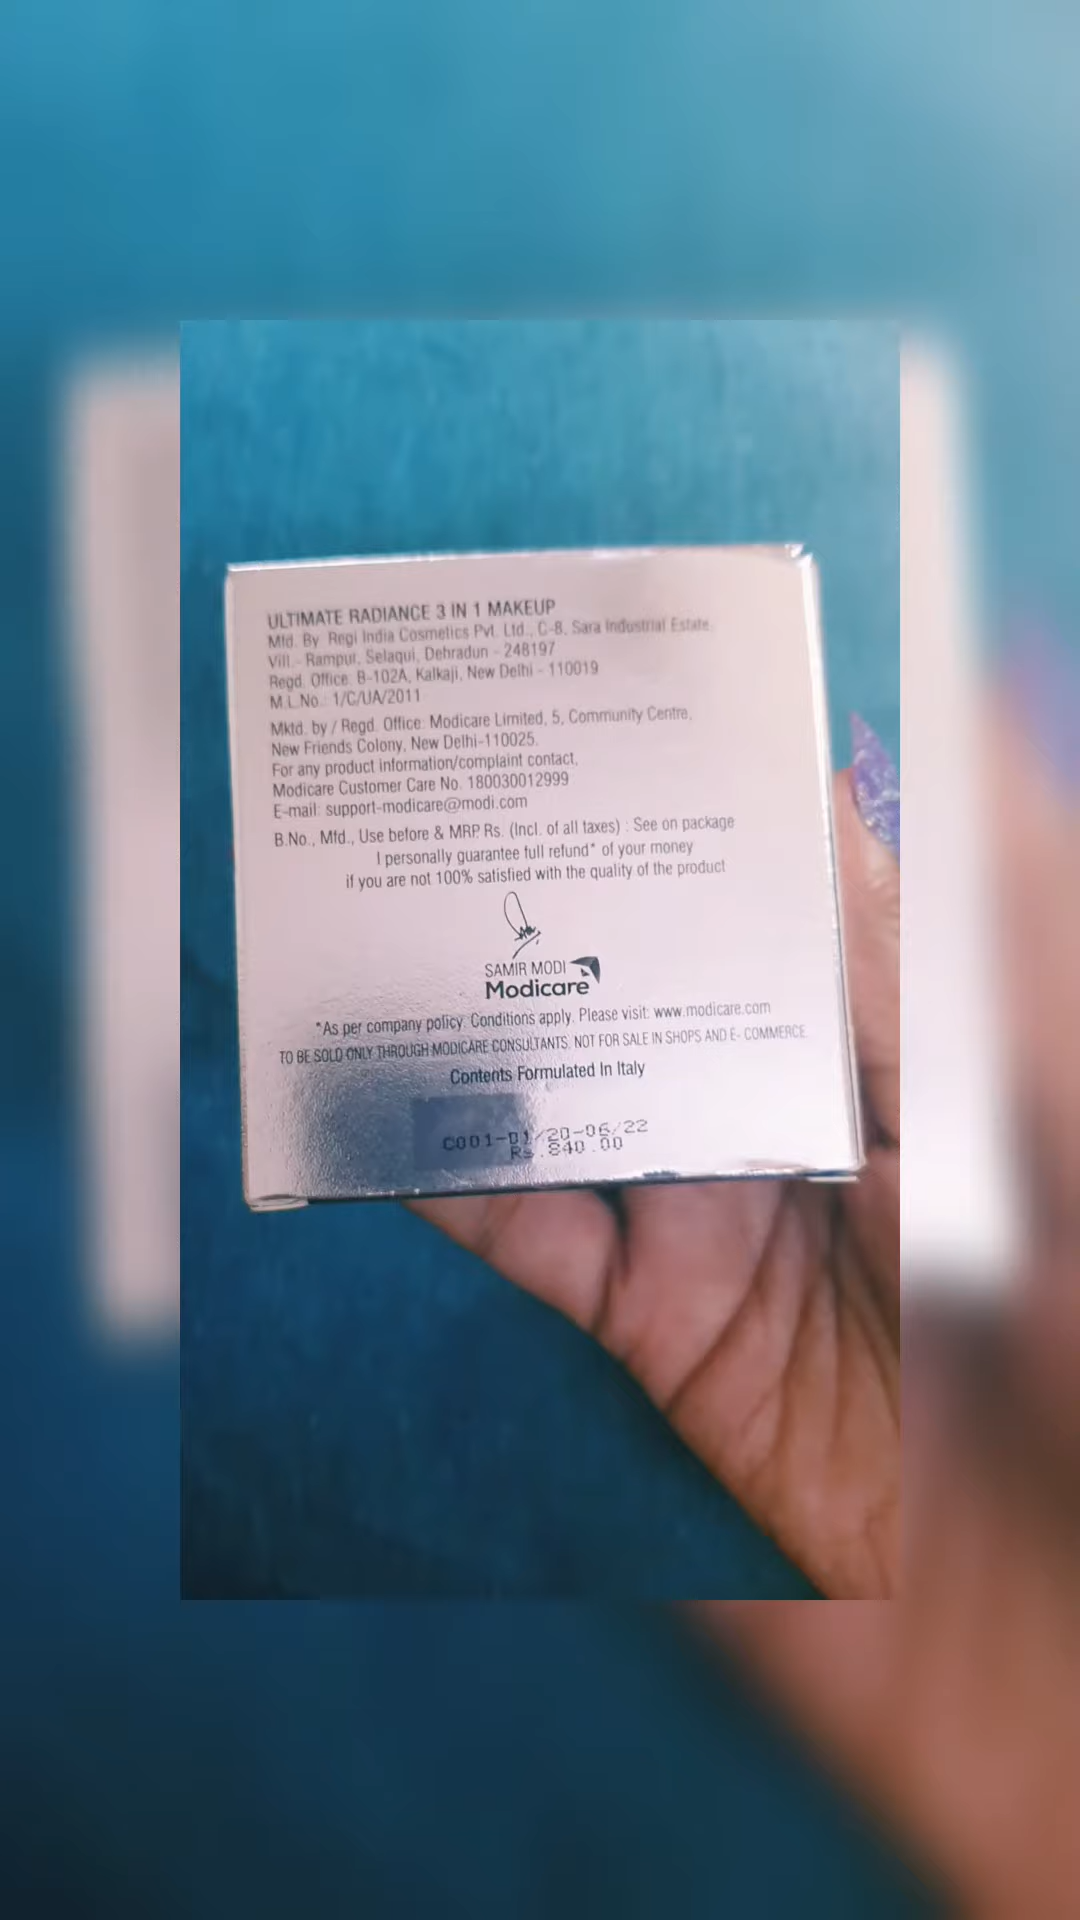 ULTIMATE RADIANCE 3 IN 1 MAKEUP
Mfd. By Regi India Cosmetics Pvt. Ltd., C-8, Sara Industrial Estate,
Vill.- Rampur, Selaqui, Dehradun - 248197
Regd. Office: B-102A, Kalkaji, New Delhi - 110019
M.L.No.: 1/C/UA/2011
Mktd. by / Regd. Office: Modicare Limited, 5, Community Centre,
New Friends Colony, New Delhi-110025.
For any product information/complaint contact,
Modicare Customer Care No. 180030012999
E-mail: support-modicare@modi.com
B.No., Mfd., Use before & MRP. Rs. (Incl. of all taxes) : See on package
I personally guarantee full refund* of your money
if you are not 100% satisfied with the quality of the product
SAMIR MODI
Modicare
*As per company policy. Conditions apply. Please visit: www.modicare.com
TO BE SOLD ONLY THROUGH MODICARE CONSULTANTS. NOT FOR SALE IN SHOPS AND E- COMMERCE
Contents Formulated In Italy
C001-01/20-06/22
Rs.840.00